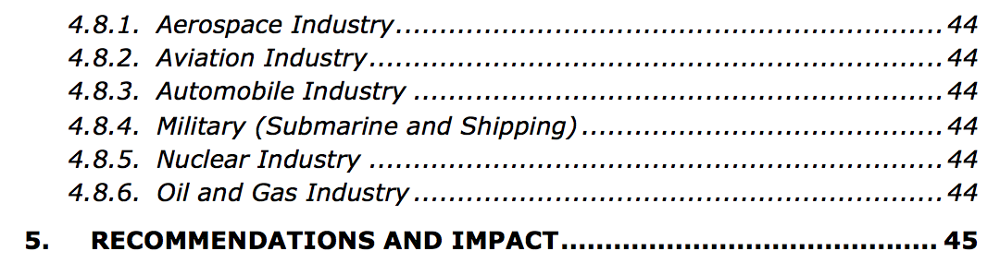 4.8.1. Aerospace Industry................................................................44
4.8.2. Aviation Industry...................................................................44
4.8.3. Automobile Industry ..............................................................44
4.8.4. Military (Submarine and Shipping).........................................44
4.8.5. Nuclear Industry ...................................................................44
4.8.6. Oil and Gas Industry..............................................................44
5. RECOMMENDATIONS AND IMPACT.......................................... 45